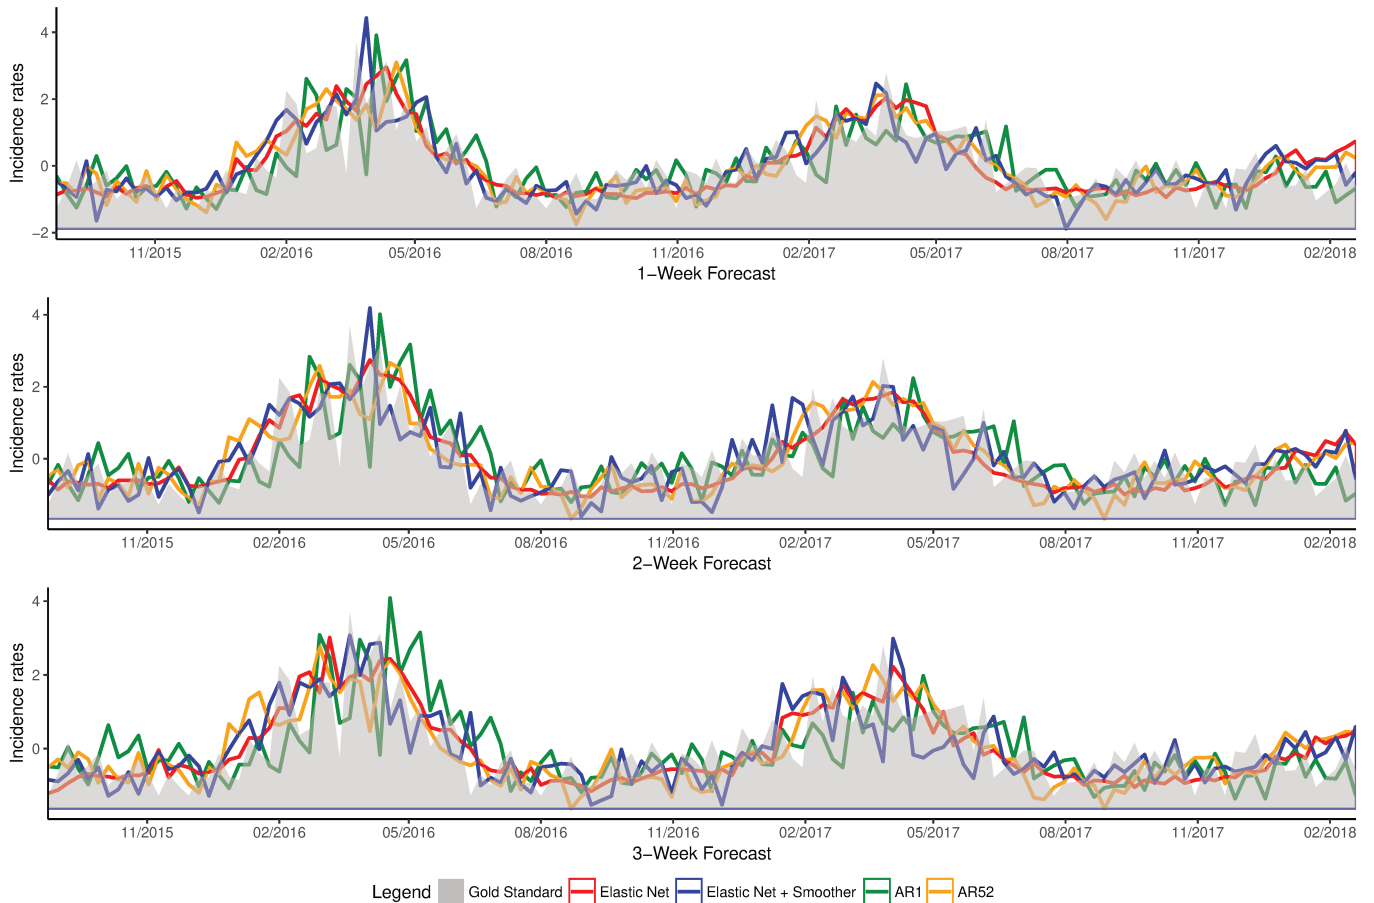 Incidence rates
4
2
0
−2
11/2015 02/2016 05/2016 08/2016 11/2016 02/2017 05/2017 08/2017 11/2017 02/2018
1−Week Forecast
Incidence rates
4
2
0
11/2015 02/2016 05/2016 08/2016 11/2016 02/2017 05/2017 08/2017 11/2017 02/2018
2−Week Forecast
Incidence rates
4
2
0
11/2015 02/2016 05/2016 08/2016 11/2016 02/2017 05/2017 08/2017 11/2017 02/2018
3−Week Forecast
Legend Gold Standard Elastic Net Elastic Net + Smoother AR1 AR52